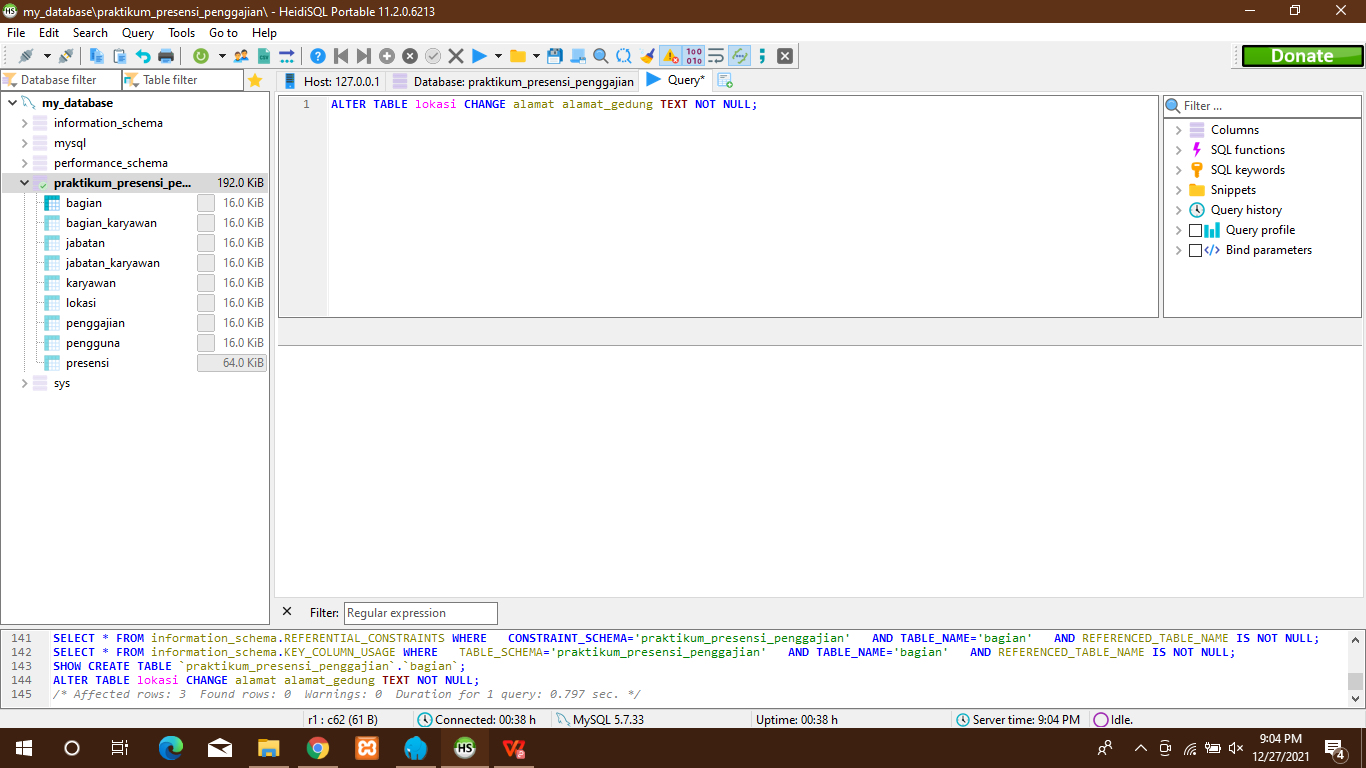 HS my_database\praktikum_presensi_penggajian\ - HeidiSQL Portable 11.2.0.6213
File Edit Search Query Tools Go to Help
Donate
Database filter Table filter
Host: 127.0.0.1 Database: praktikum_presensi_penggajian Query*
my_database
information_schema
mysql
performance_schema
praktikum_presensi_pe... 192.0 KiB
bagian 16.0 KiB
bagian_karyawan 16.0 KiB
jabatan 16.0 KiB
jabatan_karyawan 16.0 KiB
karyawan 16.0 KiB
lokasi 16.0 KiB
penggajian 16.0 KiB
pengguna 16.0 KiB
presensi 64.0 KiB
sys
1 ALTER TABLE lokasi CHANGE alamat alamat_gedung TEXT NOT NULL;
Filter ...
Columns
SQL functions
SQL keywords
Snippets
Query history
Query profile
Bind parameters
Filter: Regular expression
141 SELECT * FROM information_schema.REFERENTIAL_CONSTRAINTS WHERE CONSTRAINT_SCHEMA='praktikum_presensi_penggajian' AND TABLE_NAME='bagian' AND REFERENCED_TABLE_NAME IS NOT NULL;
142 SELECT * FROM information_schema.KEY_COLUMN_USAGE WHERE TABLE_SCHEMA='praktikum_presensi_penggajian' AND TABLE_NAME='bagian' AND REFERENCED_TABLE_NAME IS NOT NULL;
143 SHOW CREATE TABLE `praktikum_presensi_penggajian`.`bagian`;
144 ALTER TABLE lokasi CHANGE alamat alamat_gedung TEXT NOT NULL;
145 /* Affected rows: 3 Found rows: 0 Warnings: 0 Duration for 1 query: 0.797 sec. */
r1 : c62 (61 B) Connected: 00:38 h MySQL 5.7.33 Uptime: 00:38 h Server time: 9:04 PM Idle.
HS
9:04 PM
12/27/2021
4